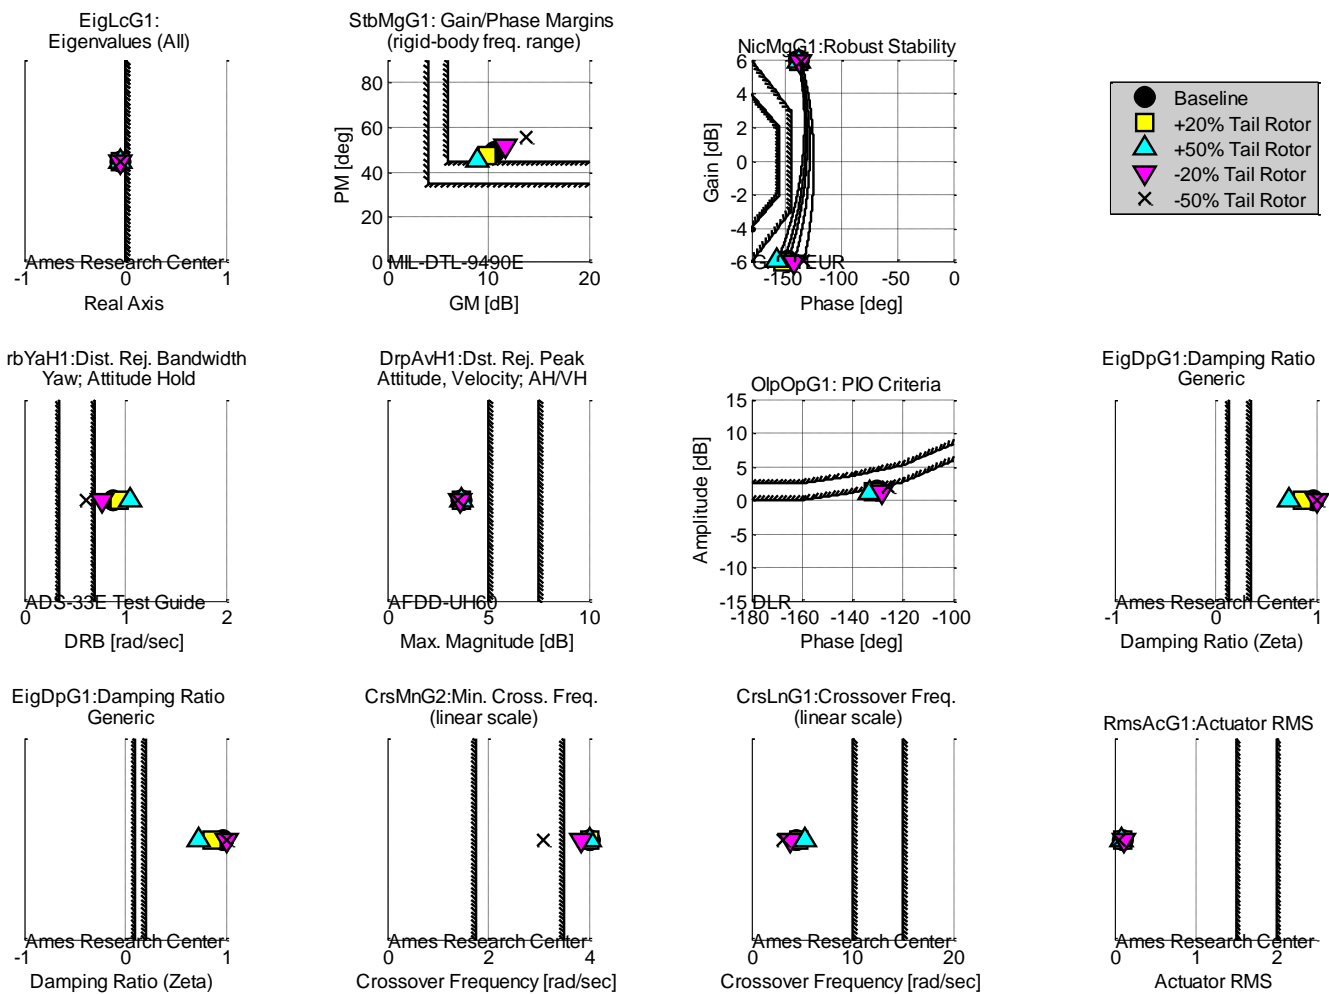 EigLcG1:
Eigenvalues (All)
Ames Research Center
-1
0
1
Real Axis
StbMgG1: Gain/Phase Margins
(rigid-body freq. range)
80
60
40
20
0
PM [deg]
MIL-DTL-9490E
0
10
20
GM [dB]
NicMgG1:Robust Stability
6
4
2
0
-2
-4
-6
Gain [dB]
-150
-100
-50
0
Phase [deg]
Baseline
+20% Tail Rotor
+50% Tail Rotor
-20% Tail Rotor
-50% Tail Rotor
rbYaH1:Dist. Rej. Bandwidth
Yaw; Attitude Hold
ADS-33E Test Guide
0
1
2
DRB [rad/sec]
DrpAvH1:Dst. Rej. Peak
Attitude, Velocity; AH/VH
AFDD-UH60
0
5
10
Max. Magnitude [dB]
OlpOpG1: PIO Criteria
15
10
5
0
-5
-10
-15
Amplitude [dB]
DLR
-180
-160
-140
-120
-100
Phase [deg]
EigDpG1:Damping Ratio
Generic
Ames Research Center
-1
0
1
Damping Ratio (Zeta)
EigDpG1:Damping Ratio
Generic
Ames Research Center
-1
0
1
Damping Ratio (Zeta)
CrsMnG2:Min. Cross. Freq.
(linear scale)
Ames Research Center
0
2
4
Crossover Frequency [rad/sec]
CrsLnG1:Crossover Freq.
(linear scale)
Ames Research Center
0
10
20
Crossover Frequency [rad/sec]
RmsAcG1:Actuator RMS
Ames Research Center
0
1
2
Actuator RMS